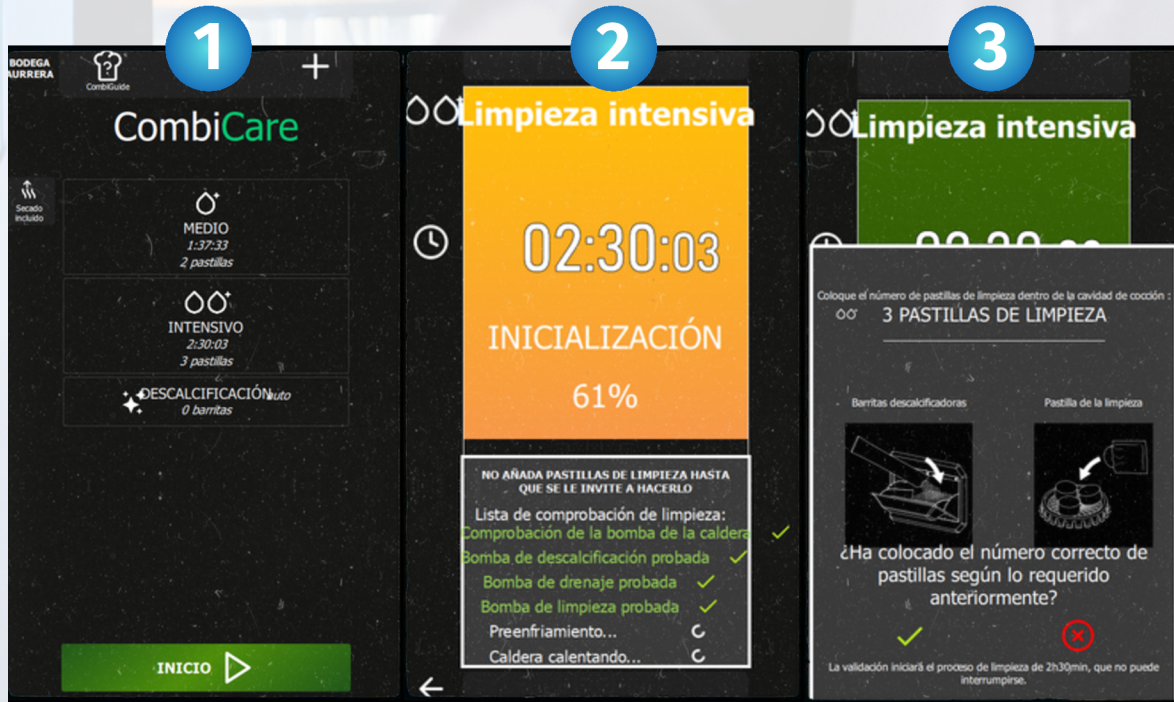 1
BODEGA
AURRERA
CombiGuide
CombiCare
Secado
incluido
MEDIO
1:37:33
2 pastillas
INTENSIVO
2:30:03
3 pastillas
DESCALCIFICACIÓN auto
0 barritas
INICIO
2
Limpieza intensiva
02:30:03
INICIALIZACIÓN
61%
NO AÑADA PASTILLAS DE LIMPIEZA HASTA
QUE SE LE INVITE A HACERLO
Lista de comprobación de limpieza:
Comprobación de la bomba de la caldera
Bomba de descalcificación probada
Bomba de drenaje probada
Bomba de limpieza probada
Preenfriamiento...
Caldera calentando...
3
Limpieza intensiva
Coloque el número de pastillas de limpieza dentro de la cavidad de cocción :
3 PASTILLAS DE LIMPIEZA
Barritas descalcificadoras
Pastilla de la limpieza
¿Ha colocado el número correcto de
pastillas según lo requerido
anteriormente?
La validación iniciará el proceso de limpieza de 2h30min, que no puede
interrumpirse.